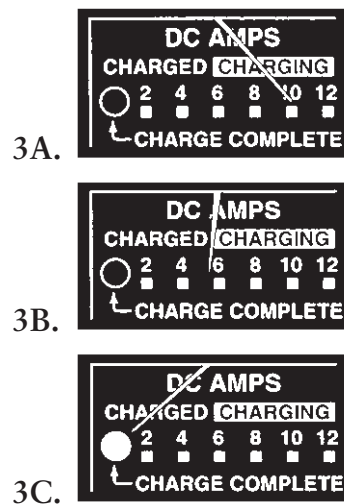 DC AMPS
CHARGED CHARGING
2 4 6 8 10 12
CHARGE COMPLETE
3A.
DC AMPS
CHARGED CHARGING
2 4 6 8 10 12
CHARGE COMPLETE
3B.
DC AMPS
CHARGED CHARGING
2 4 6 8 10 12
CHARGE COMPLETE
3C.